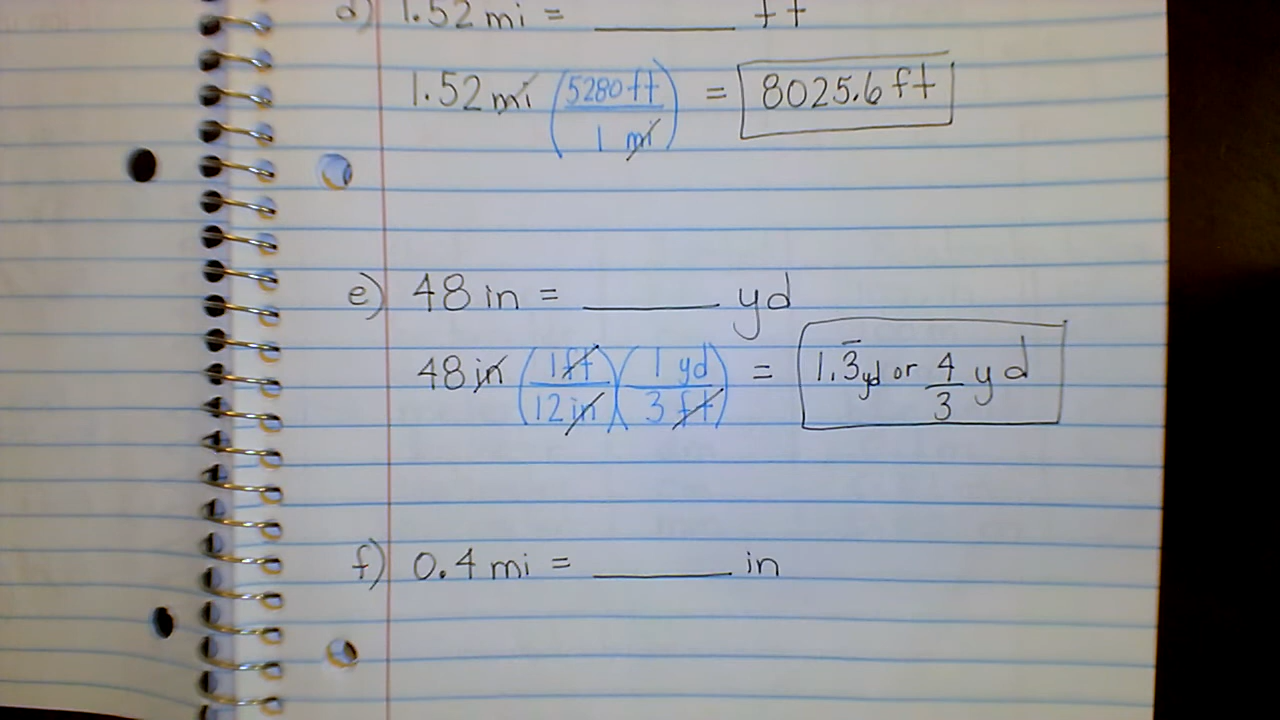 d) 1.52 mi = ______ ft
1.52 mi (5280 ft / 1 mi) = 8025.6 ft
e) 48 in = ______ yd
48 in (1 ft / 12 in)(1 yd / 3 ft) = 1.3̅ yd or 4/3 yd
f) 0.4 mi = ______ in